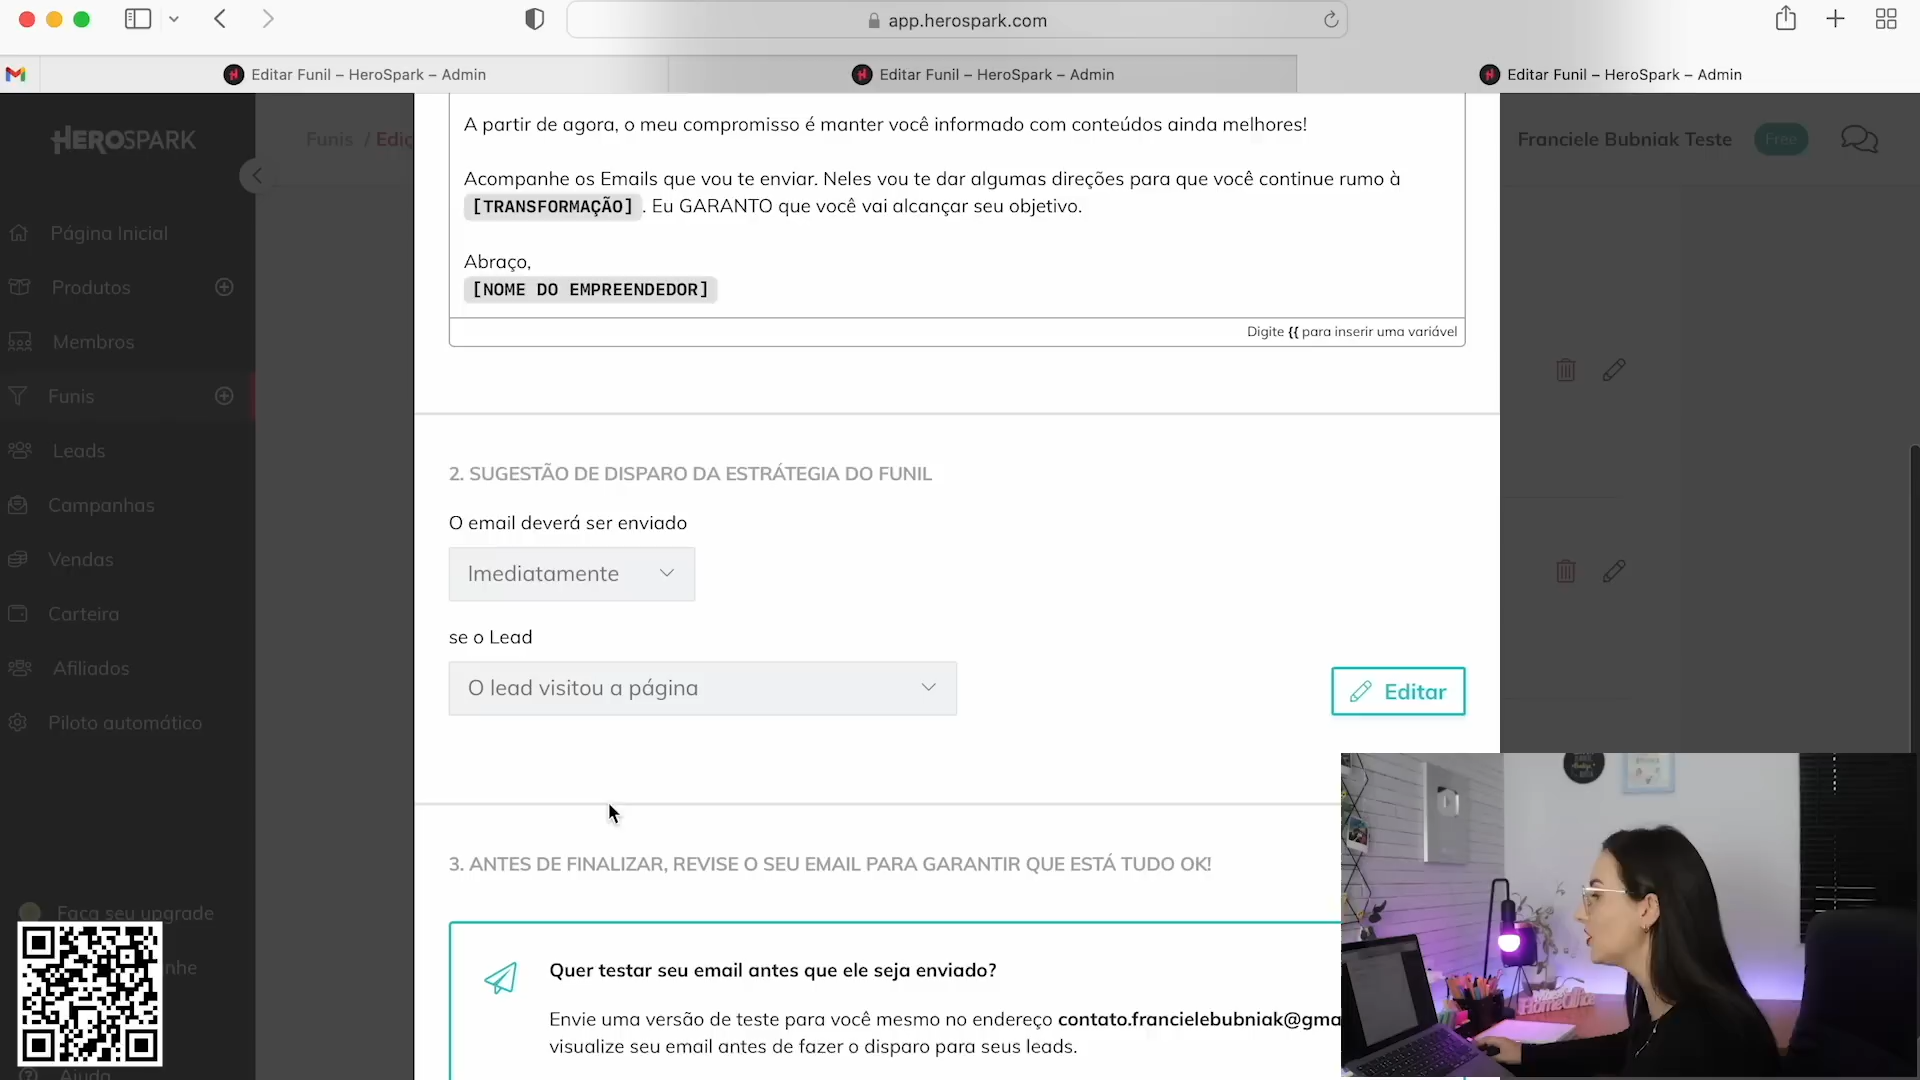 app.herospark.com
Editar Funil – HeroSpark – Admin
Editar Funil – HeroSpark – Admin
Editar Funil – HeroSpark – Admin
HEROSPARK
Funis / Ediç
Franciele Bubniak Teste
Free
Página Inicial
Produtos
Membros
Funis
Leads
Campanhas
Vendas
Carteira
Afiliados
Piloto automático
Faça seu upgrade
nhe
Ajuda
A partir de agora, o meu compromisso é manter você informado com conteúdos ainda melhores!
Acompanhe os Emails que vou te enviar. Neles vou te dar algumas direções para que você continue rumo à
[TRANSFORMAÇÃO] . Eu GARANTO que você vai alcançar seu objetivo.
Abraço,
[NOME DO EMPREENDEDOR]
Digite {{ para inserir uma variável
2. SUGESTÃO DE DISPARO DA ESTRÁTEGIA DO FUNIL
O email deverá ser enviado
Imediatamente
se o Lead
O lead visitou a página
Editar
3. ANTES DE FINALIZAR, REVISE O SEU EMAIL PARA GARANTIR QUE ESTÁ TUDO OK!
Quer testar seu email antes que ele seja enviado?
Envie uma versão de teste para você mesmo no endereço contato.francielebubniak@gma
visualize seu email antes de fazer o disparo para seus leads.